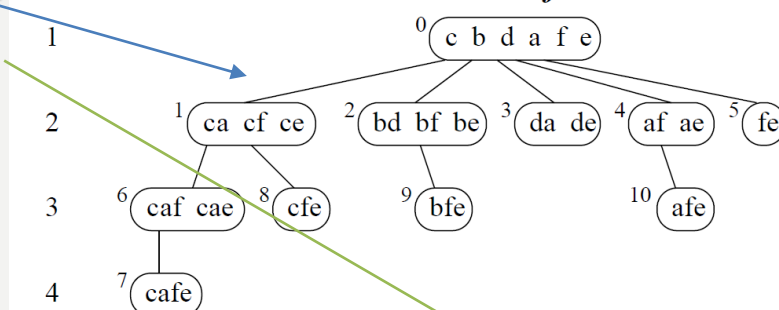 1 0 c b d a f e
2 1 ca cf ce 2 bd bf be 3 da de 4 af ae 5 fe
3 6 caf cae 8 cfe 9 bfe 10 afe
4 7 cafe